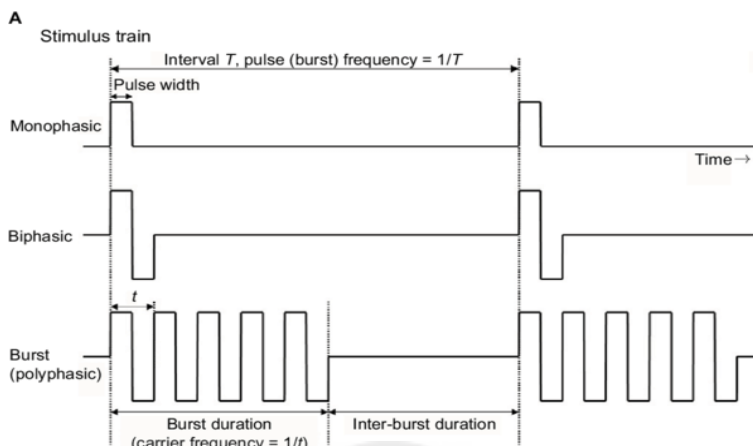 A
Stimulus train
Interval T, pulse (burst) frequency = 1/T
Pulse width
Monophasic
Time →
Biphasic
t
Burst
(polyphasic)
Burst duration
Inter-burst duration
(carrier frequency = 1/t)